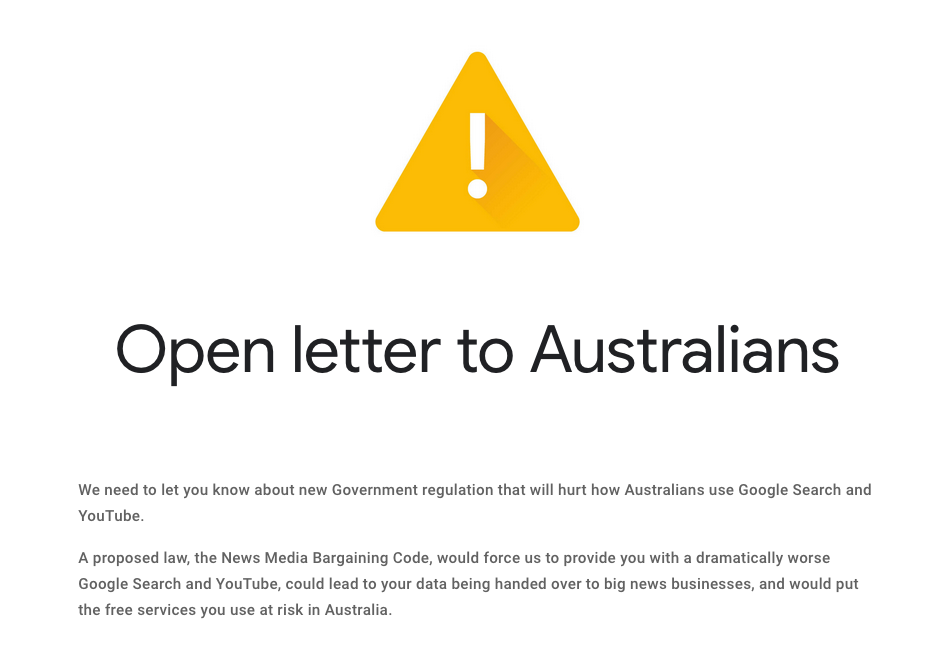 Open letter to Australians
We need to let you know about new Government regulation that will hurt how Australians use Google Search and
YouTube.
A proposed law, the News Media Bargaining Code, would force us to provide you with a dramatically worse
Google Search and YouTube, could lead to your data being handed over to big news businesses, and would put
the free services you use at risk in Australia.